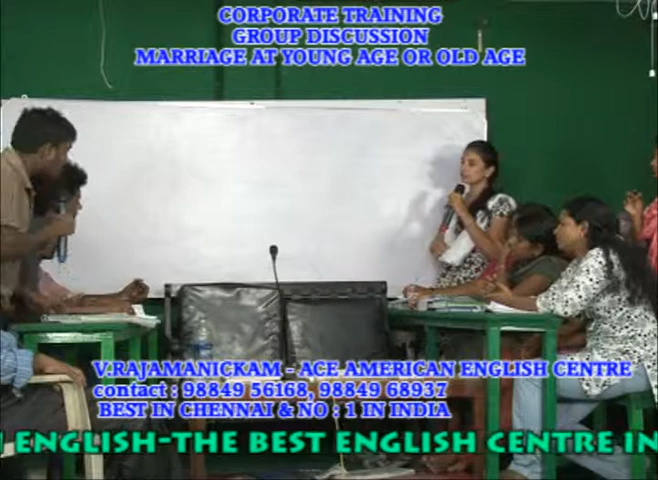 CORPORATE TRAINING
GROUP DISCUSSION
MARRIAGE AT YOUNG AGE OR OLD AGE
V.RAJAMANICKAM - ACE AMERICAN ENGLISH CENTRE
contact : 98849 56168, 98849 68937
BEST IN CHENNAI & NO : 1 IN INDIA
ENGLISH-THE BEST ENGLISH CENTRE IN